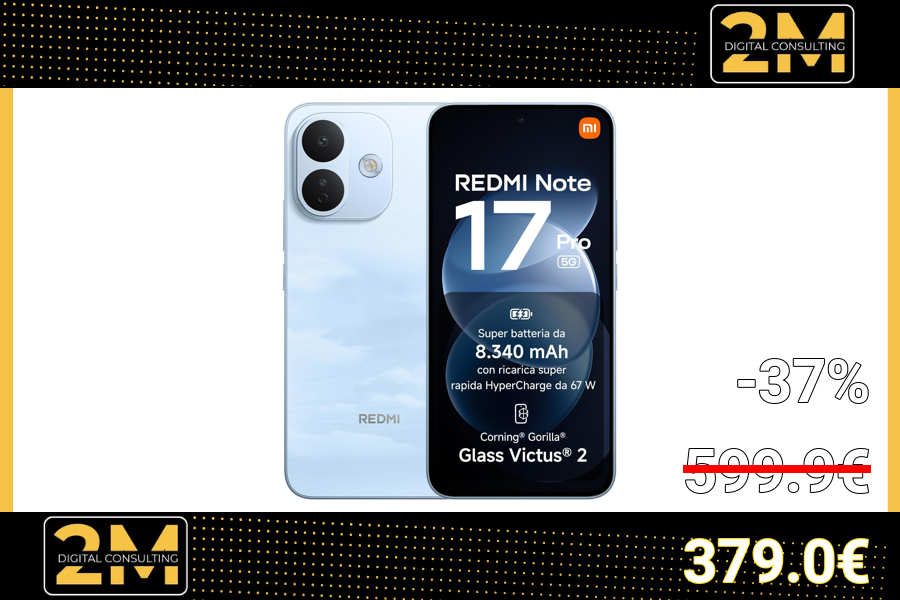 2M
DIGITAL CONSULTING
mi
REDMI Note
17 Pro
5G
Super batteria da
8.340 mAh
con ricarica super
rapida HyperCharge da 67 W
Corning® Gorilla®
Glass Victus® 2
REDMI
-37%
599.9€
2M
DIGITAL CONSULTING
379.0€